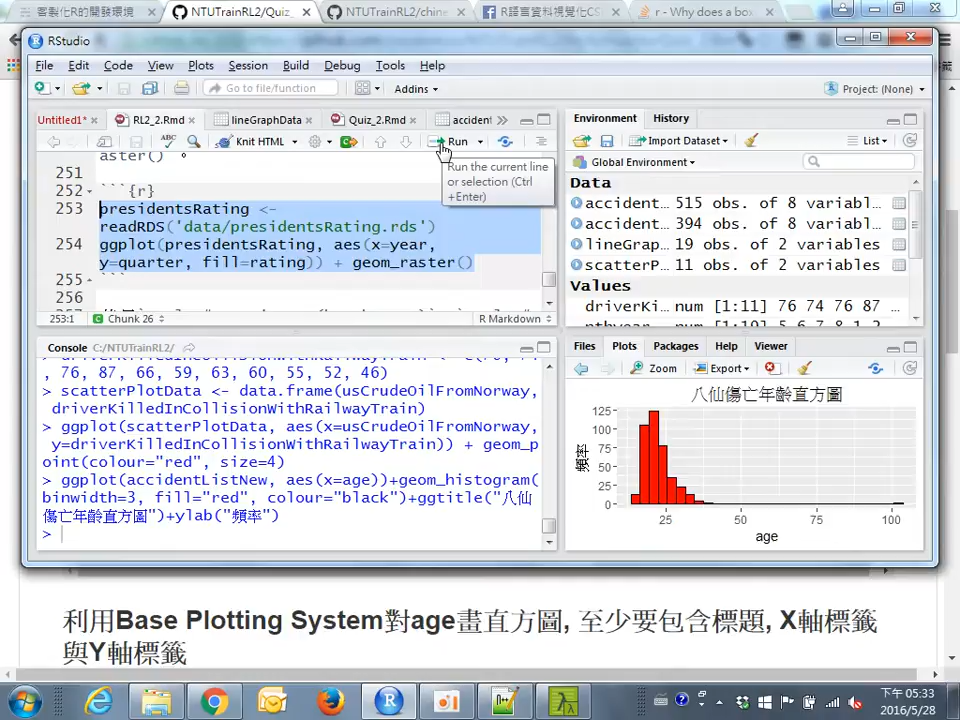 客製化R的開發環境
NTUTrainRL2/Quiz_
NTUTrainRL2/chine
R語言資料視覺化CS
r - Why does a box
RStudio
File Edit Code View Plots Session Build Debug Tools Help
Go to file/function
Addins
Project: (None)
Untitled1*
RL2_2.Rmd
lineGraphData
Quiz_2.Rmd
accident
Knit HTML
Run
Run the current line
or selection (Ctrl
+Enter)
aster() 。
251
252 ```{r}
253 presidentsRating <-
readRDS('data/presidentsRating.rds')
254 ggplot(presidentsRating, aes(x=year,
y=quarter, fill=rating)) + geom_raster()
255 ```
256
253:1 Chunk 26 R Markdown
Console C:/NTUTrainRL2/
, 76, 87, 66, 59, 63, 60, 55, 52, 46)
> scatterPlotData <- data.frame(usCrudeOilFromNorway,
driverKilledInCollisionWithRailwayTrain)
> ggplot(scatterPlotData, aes(x=usCrudeOilFromNorway,
y=driverKilledInCollisionWithRailwayTrain)) + geom_p
oint(colour="red", size=4)
> ggplot(accidentListNew, aes(x=age))+geom_histogram(
binwidth=3, fill="red", colour="black")+ggtitle("八仙
傷亡年齡直方圖")+ylab("頻率")
>
Environment History
Import Dataset
List
Global Environment
Data
accident… 515 obs. of 8 variabl…
accident… 394 obs. of 8 variabl…
lineGrap… 19 obs. of 2 variables
scatterP… 11 obs. of 2 variables
Values
driverKi… num [1:11] 76 74 76 87
Files Plots Packages Help Viewer
Zoom Export
八仙傷亡年齡直方圖
頻率
125
100
75
50
25
0
25 50 75 100
age
利用Base Plotting System對age畫直方圖, 至少要包含標題, X軸標籤
與Y軸標籤
下午 05:33
2016/5/28